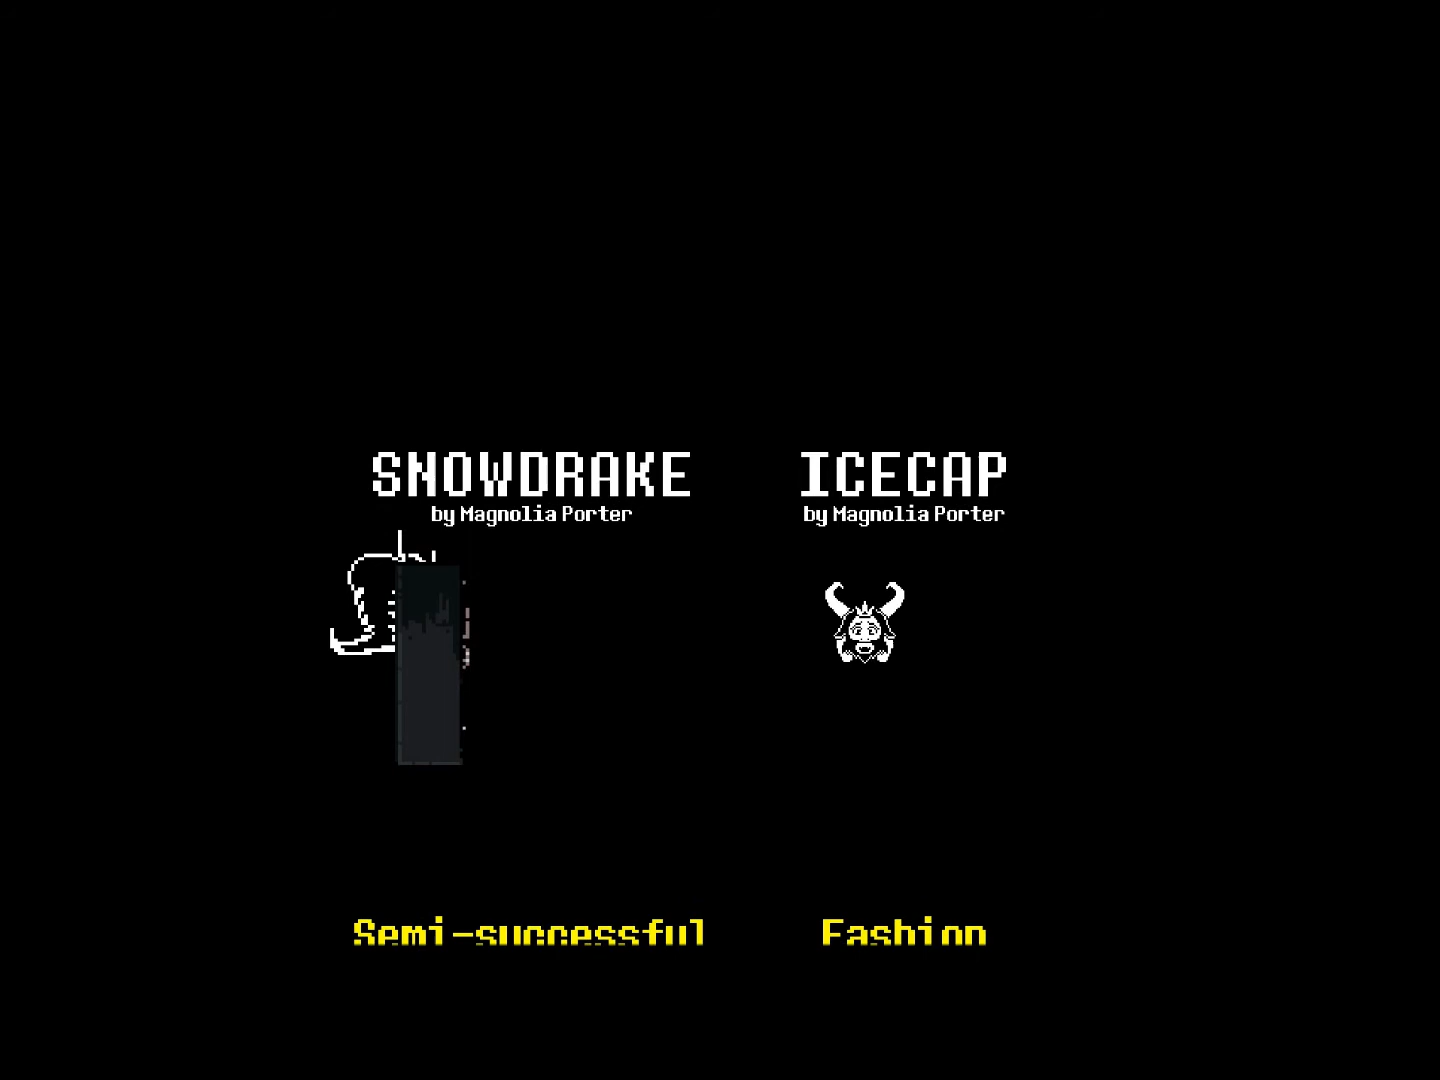 SNOWDRAKE
by Magnolia Porter
ICECAP
by Magnolia Porter
Semi-successful
Fashion